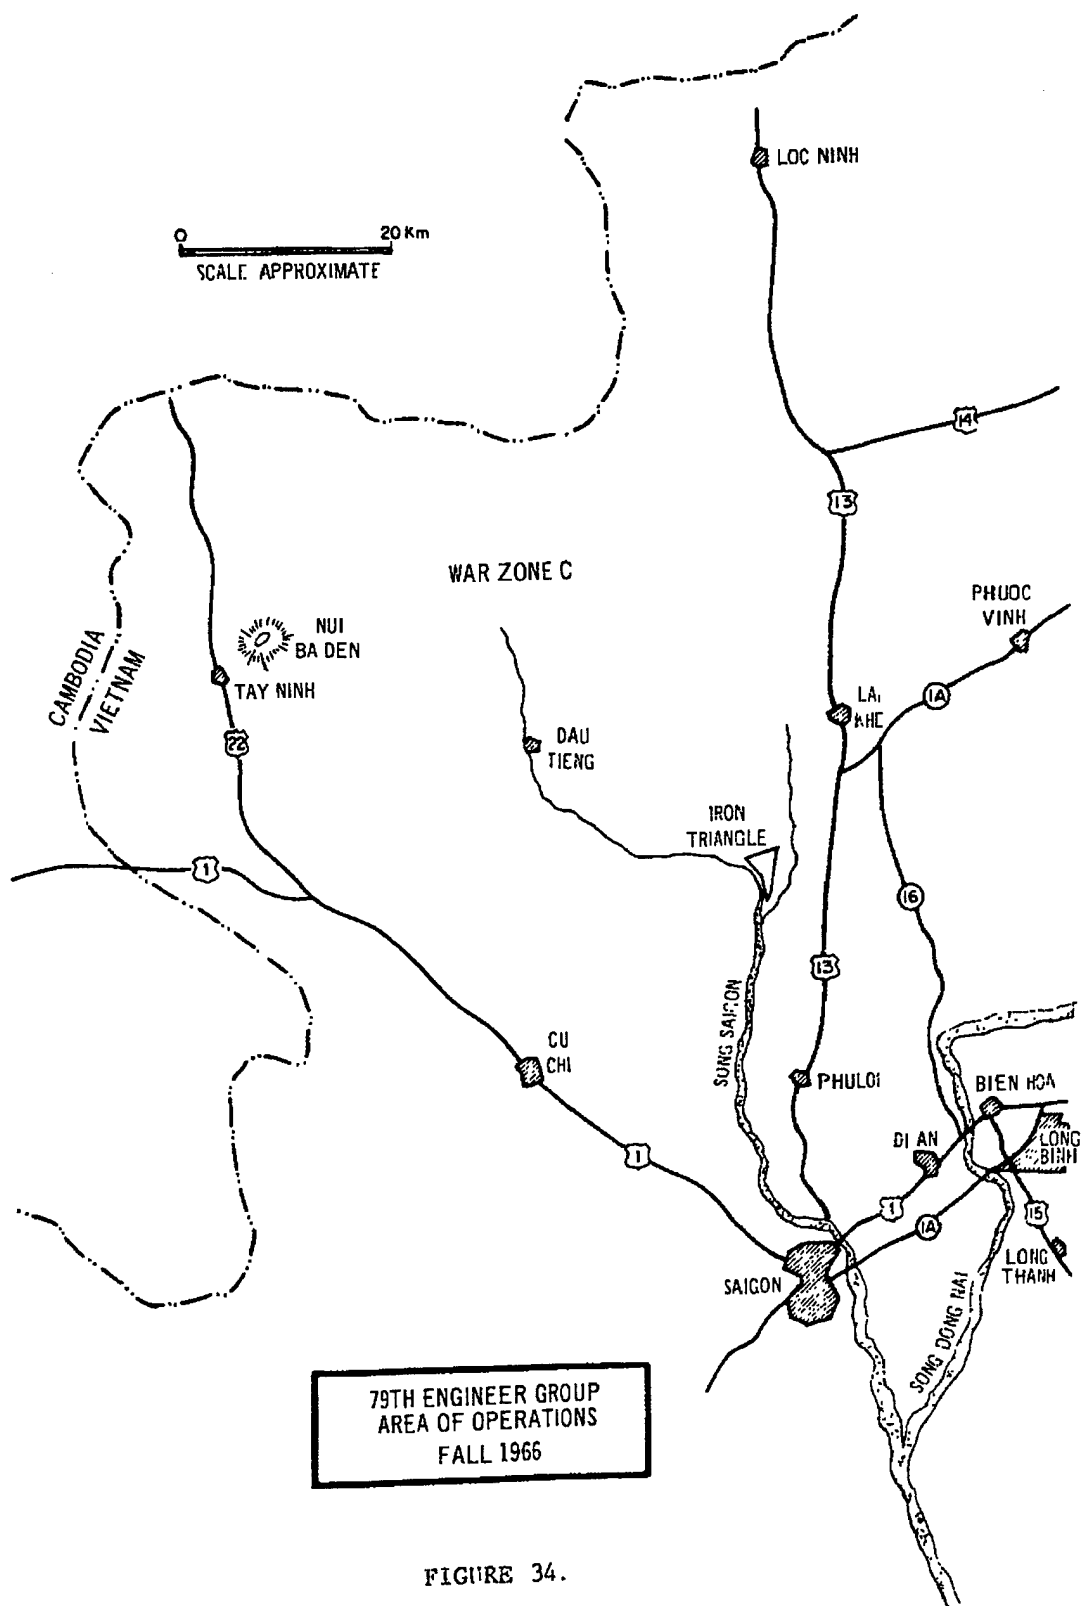 LOC NINH
0 20 Km
SCALE APPROXIMATE
14
13
WAR ZONE C
PHUOC
VINH
NUI
BA DEN
CAMBODIA
VIETNAM
TAY NINH
1A
LAI
KHE
22
DAU
TIENG
IRON
TRIANGLE
1
16
13
SONG SAIGON
CU
CHI
PHULOI
BIEN HOA
DI AN
LONG
BINH
1
1
1A
15
LONG
THANH
SAIGON
SONG DONG NAI
79TH ENGINEER GROUP
AREA OF OPERATIONS
FALL 1966
FIGURE 34.